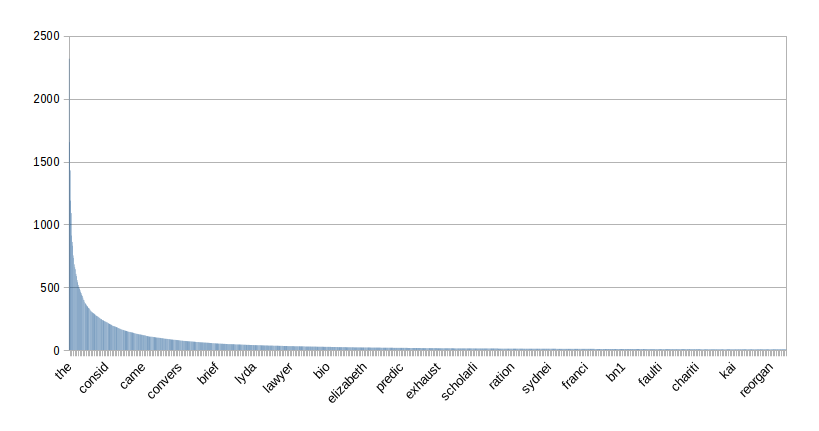 2500
2000
1500
1000
500
0
the
consid
came
convers
brief
lyda
lawyer
bio
elizabeth
predic
exhaust
scholarli
ration
sydnei
franci
bn1
faulti
chariti
kai
reorgan